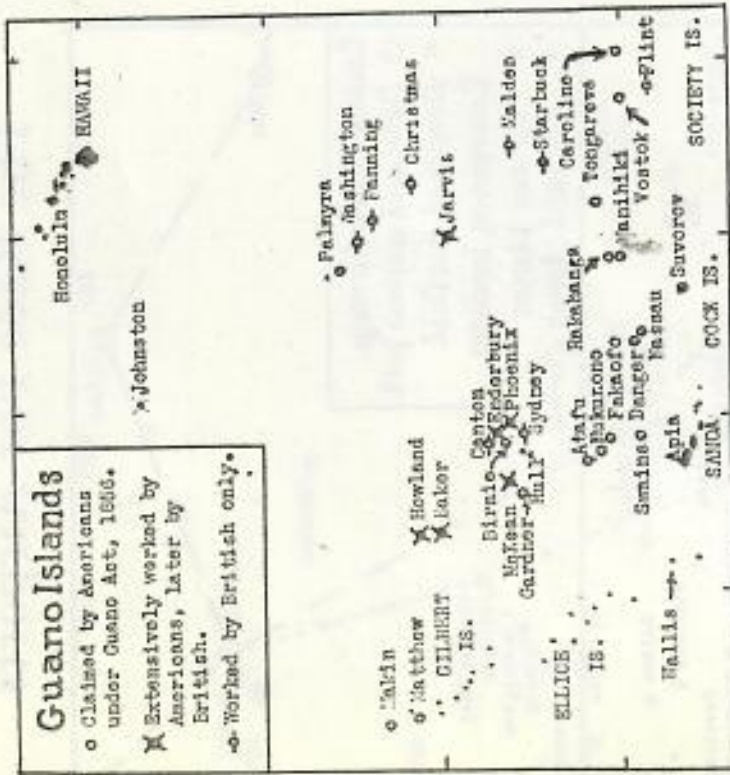 Guano Islands
Claimed by Americans
under Guano Act, 1856.
Extensively worked by
Americans, later by
British.
Worked by British only.
Honolulu
HAWAII
Johnston
Palmyra
Washington
Fanning
Christmas
Jarvis
Malden
Starbuck
Caroline
Tongareva
Manihiki
Vostok
Flint
SOCIETY IS.
Rakahanga
Suvorov
COOK IS.
Nassau
Danger
Howland
Baker
Canton
Enderbury
Birnie
Phoenix
McKean
Gardner
Hull
Sydney
Atafu
Nukunono
Fakaofo
Swains
Apia
SAMOA
Makin
Matthew
GILBERT
IS.
ELLICE
IS.
Wallis